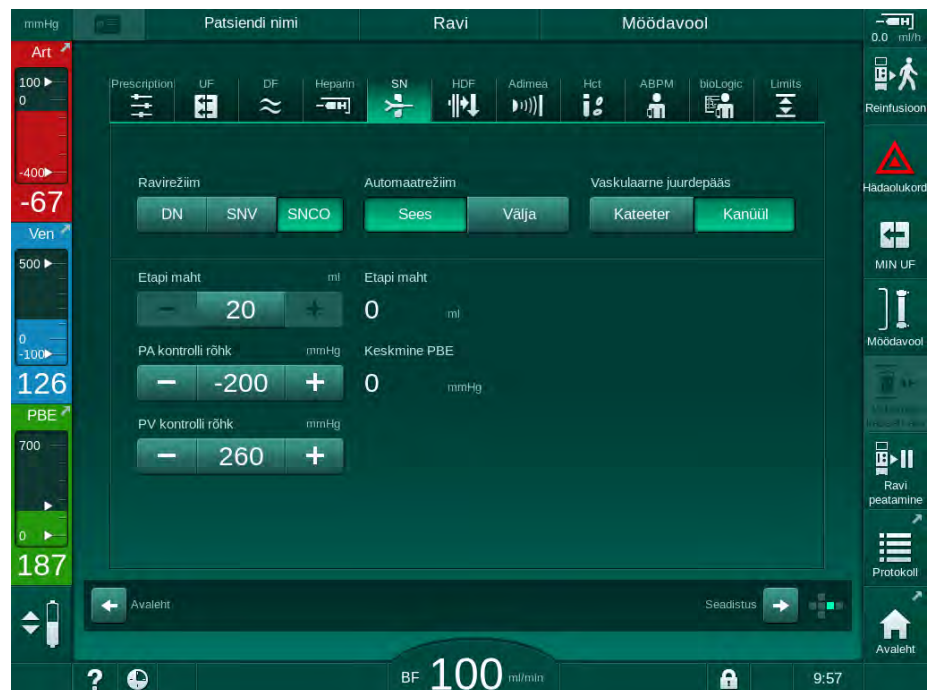 mmHg
Patsiendi nimi
Ravi
Möödavool
0.0 ml/h
Art
100
0
-400
-67
Ven
500
0
-100
126
PBE
700
0
187
Prescription UF DF Heparin SN HDF Adimea Hct ABPM bioLogic Limits
Ravirežiim Automaatrežiim Vaskulaarne juurdepääs
DN SNV SNCO Sees Välja Kateeter Kanüül
Etapi maht ml Etapi maht
20 0 ml
PA kontrolli rõhk mmHg Keskmine PBE
-200 0 mmHg
PV kontrolli rõhk mmHg
260
Avaleht Seadistus
Reinfusioon
Hädaolukord
MIN UF
Möödavool
Ravi
peatamine
Protokoll
Avaleht
? BF 100 ml/min 9:57